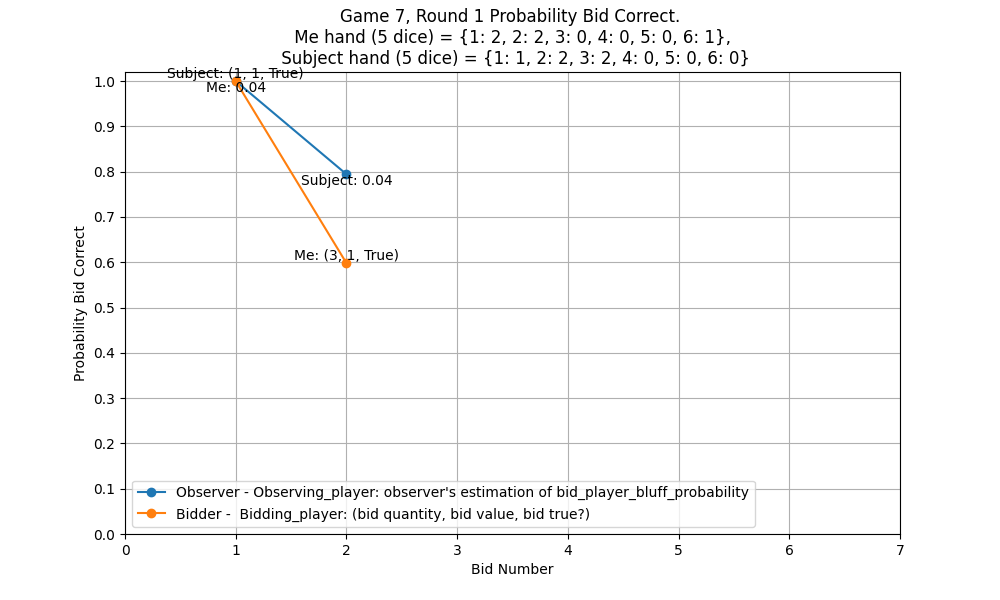 Game 7, Round 1 Probability Bid Correct.
Me hand (5 dice) = {1: 2, 2: 2, 3: 0, 4: 0, 5: 0, 6: 1},
Subject hand (5 dice) = {1: 1, 2: 2, 3: 2, 4: 0, 5: 0, 6: 0}
Subject: (1, 1, True)
Me: 0.04
Subject: 0.04
Me: (3, 1, True)
Probability Bid Correct
1.0
0.9
0.8
0.7
0.6
0.5
0.4
0.3
0.2
0.1
0.0
Observer - Observing_player: observer's estimation of bid_player_bluff_probability
Bidder -  Bidding_player: (bid quantity, bid value, bid true?)
0 1 2 3 4 5 6 7
Bid Number